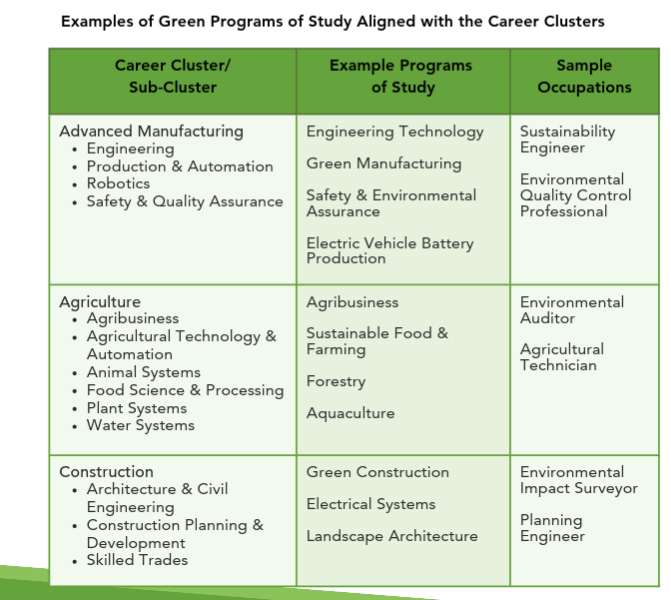 Examples of Green Programs of Study Aligned with the Career Clusters
Career Cluster/
Sub-Cluster
Example Programs
of Study
Sample
Occupations
Advanced Manufacturing
• Engineering
• Production & Automation
• Robotics
• Safety & Quality Assurance
Engineering Technology
Green Manufacturing
Safety & Environmental
Assurance
Electric Vehicle Battery
Production
Sustainability
Engineer
Environmental
Quality Control
Professional
Agriculture
• Agribusiness
• Agricultural Technology &
Automation
• Animal Systems
• Food Science & Processing
• Plant Systems
• Water Systems
Agribusiness
Sustainable Food &
Farming
Forestry
Aquaculture
Environmental
Auditor
Agricultural
Technician
Construction
• Architecture & Civil
Engineering
• Construction Planning &
Development
• Skilled Trades
Green Construction
Electrical Systems
Landscape Architecture
Environmental
Impact Surveyor
Planning
Engineer